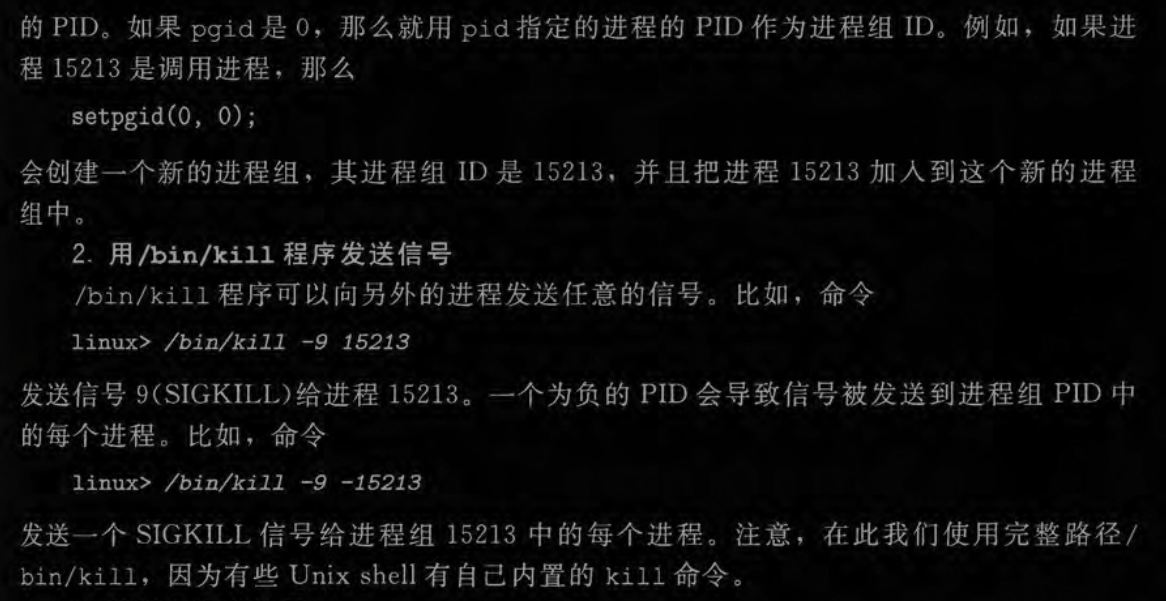 的 PID。如果 pgid 是 0，那么就用 pid 指定的进程的 PID 作为进程组 ID。例如，如果进
程 15213 是调用进程，那么
setpgid(0, 0);
会创建一个新的进程组，其进程组 ID 是 15213，并且把进程 15213 加入到这个新的进程
组中。
2. 用/bin/kill 程序发送信号
/bin/kill 程序可以向另外的进程发送任意的信号。比如，命令
linux> /bin/kill -9 15213
发送信号 9(SIGKILL)给进程 15213。一个为负的 PID 会导致信号被发送到进程组 PID 中
的每个进程。比如，命令
linux> /bin/kill -9 -15213
发送一个 SIGKILL 信号给进程组 15213 中的每个进程。注意，在此我们使用完整路径/
bin/kill，因为有些 Unix shell 有自己内置的 kill 命令。